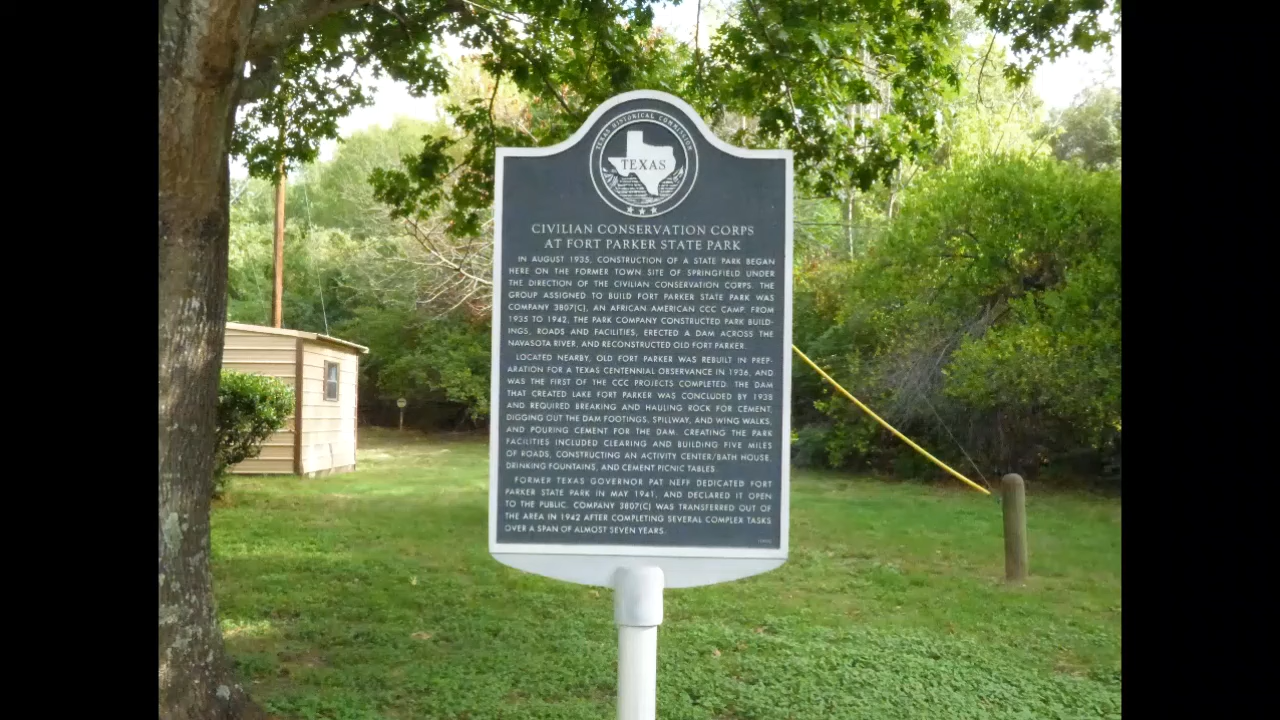 TEXAS HISTORICAL COMMISSION
TEXAS
CIVILIAN CONSERVATION CORPS
AT FORT PARKER STATE PARK
IN AUGUST 1935, CONSTRUCTION OF A STATE PARK BEGAN
HERE ON THE FORMER TOWN SITE OF SPRINGFIELD UNDER
THE DIRECTION OF THE CIVILIAN CONSERVATION CORPS. THE
GROUP ASSIGNED TO BUILD FORT PARKER STATE PARK WAS
COMPANY 3807(C), AN AFRICAN AMERICAN CCC CAMP. FROM
1935 TO 1942, THE PARK COMPANY CONSTRUCTED PARK BUILD-
INGS, ROADS AND FACILITIES, ERECTED A DAM ACROSS THE
NAVASOTA RIVER, AND RECONSTRUCTED OLD FORT PARKER.
LOCATED NEARBY, OLD FORT PARKER WAS REBUILT IN PREP-
ARATION FOR A TEXAS CENTENNIAL OBSERVANCE IN 1936, AND
WAS THE FIRST OF THE CCC PROJECTS COMPLETED. THE DAM
THAT CREATED LAKE FORT PARKER WAS CONCLUDED BY 1938
AND REQUIRED BREAKING AND HAULING ROCK FOR CEMENT,
DIGGING OUT THE DAM FOOTINGS, SPILLWAY, AND WING WALKS,
AND POURING CEMENT FOR THE DAM. CREATING THE PARK
FACILITIES INCLUDED CLEARING AND BUILDING FIVE MILES
OF ROADS, CONSTRUCTING AN ACTIVITY CENTER/BATH HOUSE,
DRINKING FOUNTAINS, AND CEMENT PICNIC TABLES.
FORMER TEXAS GOVERNOR PAT NEFF DEDICATED FORT
PARKER STATE PARK IN MAY 1941, AND DECLARED IT OPEN
TO THE PUBLIC. COMPANY 3807(C) WAS TRANSFERRED OUT OF
THE AREA IN 1942 AFTER COMPLETING SEVERAL COMPLEX TASKS
OVER A SPAN OF ALMOST SEVEN YEARS.